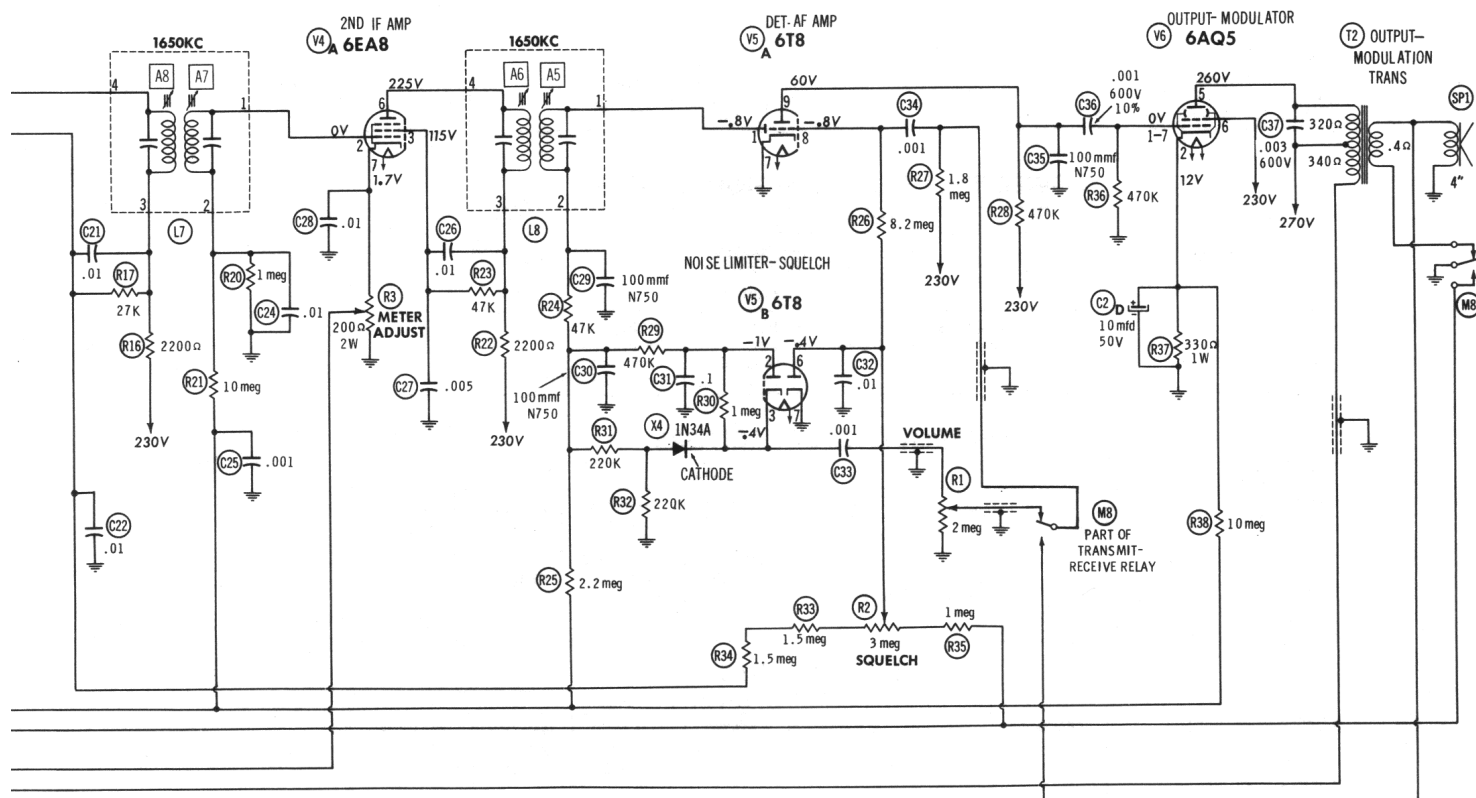 2ND IF AMP
V4 A 6EA8
DET-AF AMP
V5 A 6T8
OUTPUT-MODULATOR
V6 6AQ5
T2 OUTPUT-
MODULATION
TRANS
SP1
4"
1650KC
A8 A7
4
1
3
2
L7
1650KC
A6 A5
4
1
3
2
L8
225V
6
0V
2
3
115V
7
1.7V
60V
9
-.8V
1
-.8V
8
7
C34
.001
C36
.001
600V
10%
260V
5
0V
1-7
6
2
12V
C37
.003
600V
320Ω
340Ω
.4Ω
230V
270V
C21
.01
R17
27K
R16
2200Ω
230V
R20
1 meg
C24
.01
R21
10 meg
C25
.001
C22
.01
C28
.01
R3
METER
ADJUST
200Ω
2W
C26
.01
R23
47K
R22
2200Ω
230V
C27
.005
C29
100mmf
N750
R24
47K
C30
100mmf
N750
R29
470K
C31
.1
R30
1 meg
R31
220K
R32
220K
X4
1N34A
CATHODE
NOISE LIMITER-SQUELCH
V5 B 6T8
-1V
2
-.4V
6
3
7
-.4V
C32
.01
C33
.001
R26
8.2 meg
R27
1.8
meg
230V
R28
470K
230V
C35
100mmf
N750
R36
470K
C2 D
10mfd
50V
R37
330Ω
1W
VOLUME
R1
2 meg
M8
PART OF
TRANSMIT-
RECEIVE RELAY
M8
R38
10 meg
R25
2.2 meg
R34
1.5 meg
R33
1.5 meg
R2
3 meg
SQUELCH
1 meg
R35